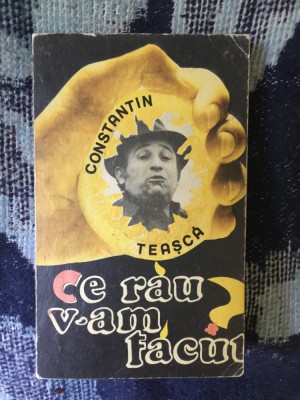 CONSTANTIN
TEAȘCĂ
Ce rău
v-am făcut?